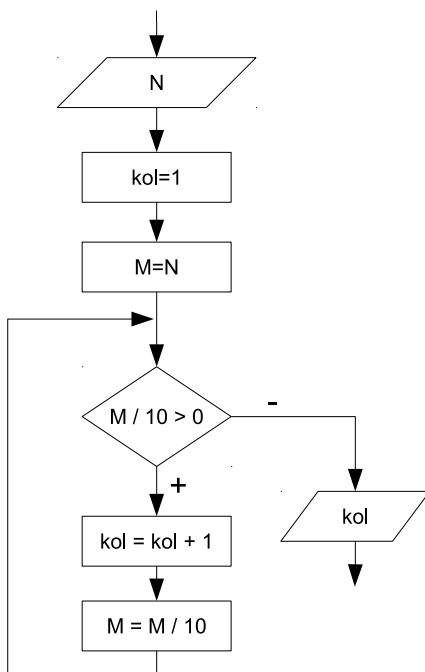 N
kol=1
M=N
M / 10 > 0
-
+
kol = kol + 1
kol
M = M / 10